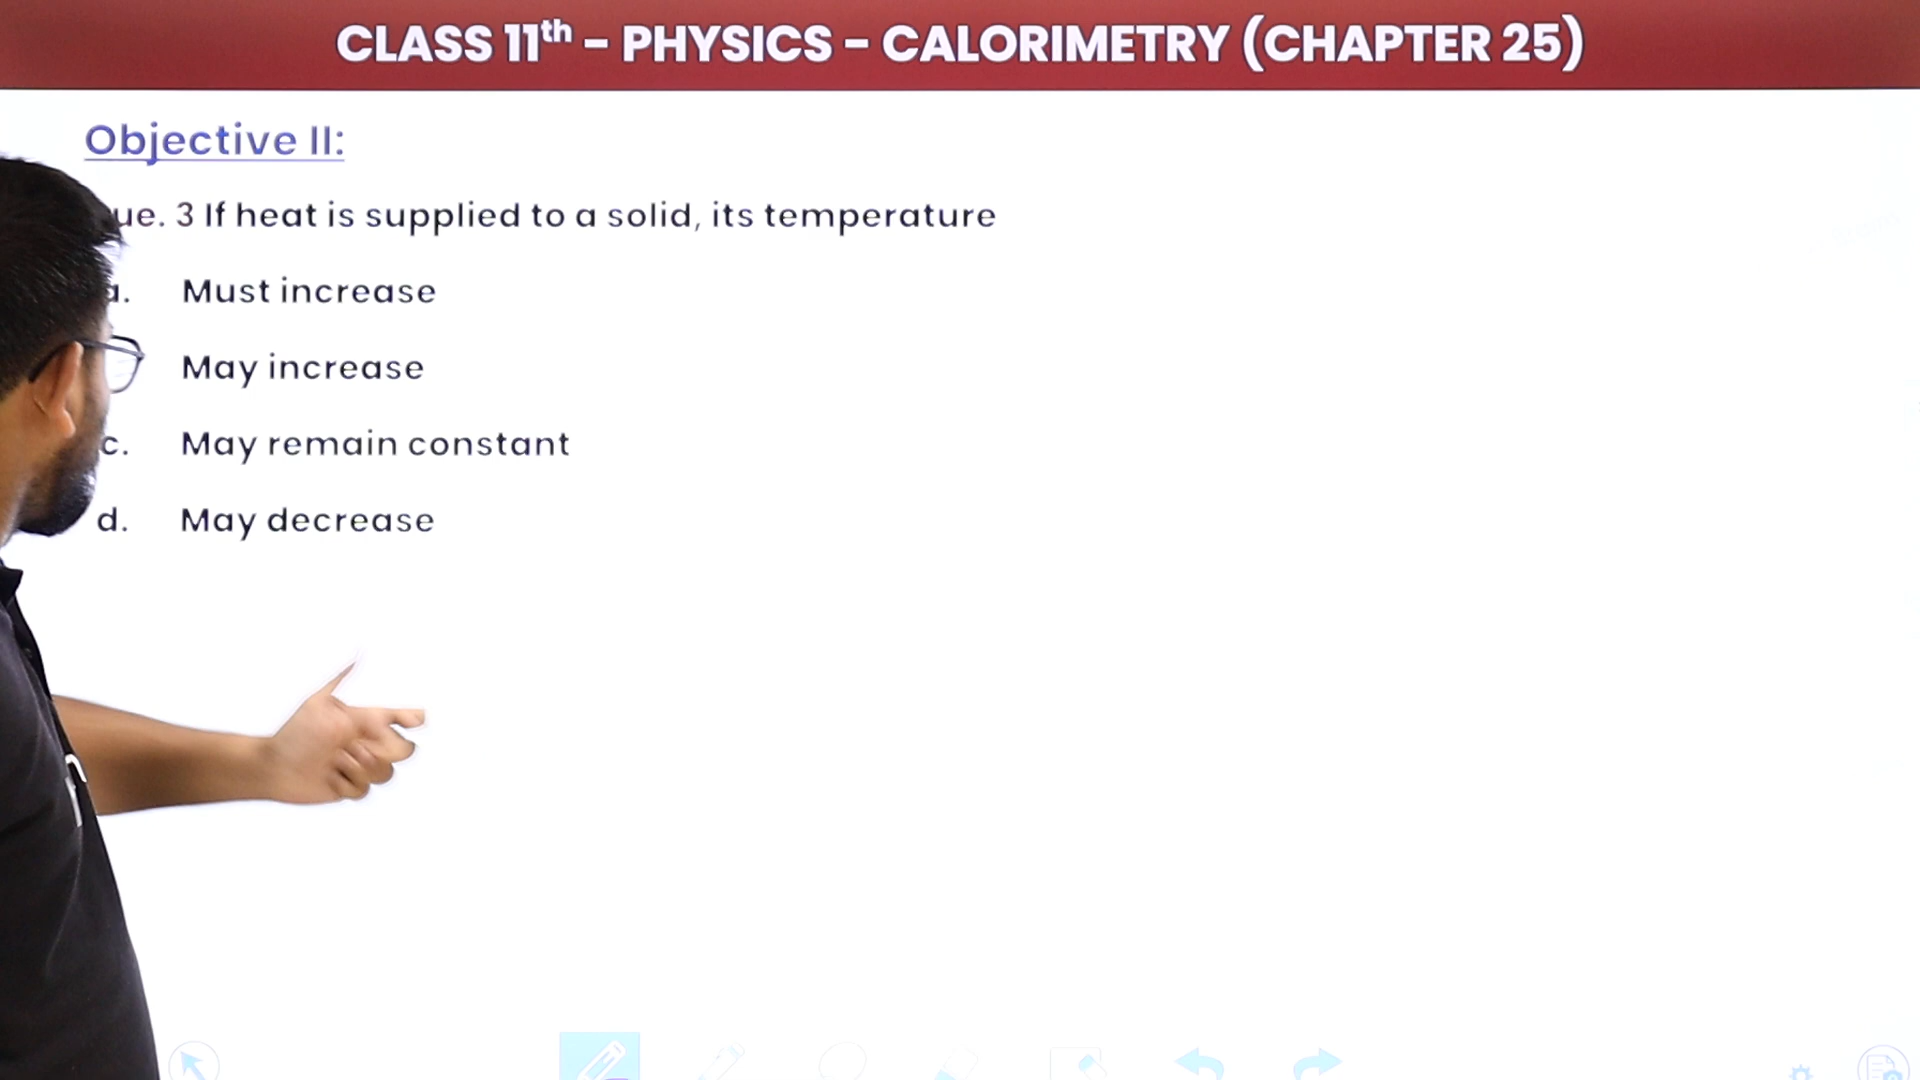 CLASS 11th – PHYSICS – CALORIMETRY (CHAPTER 25)
Objective II:
ue. 3 If heat is supplied to a solid, its temperature
a. Must increase
May increase
c. May remain constant
d. May decrease